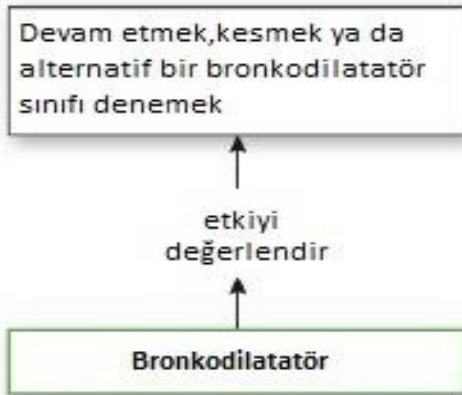 Devam etmek,kesmek ya da
alternatif bir bronkodilatatör
sınıfı denemek
etkiyi
değerlendir
Bronkodilatatör